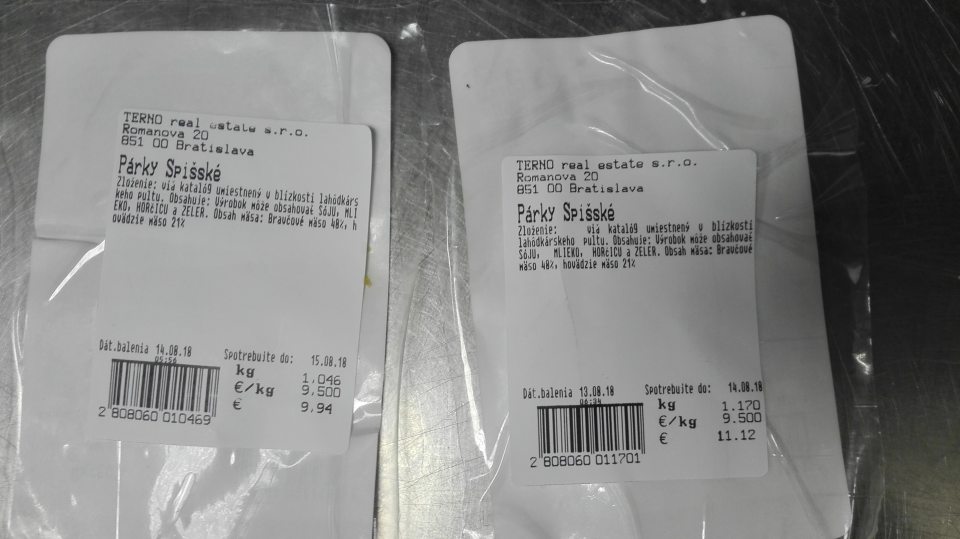 TERNO real estate s.r.o.
Romanova 20
851 00 Bratislava
Párky Spišské
Zloženie: viď katalóg umiestnený v blízkosti lahôdkárs
keho pultu. Obsahuje: Výrobok môže obsahovať SóJU, MLI
EKO, HORčICU a ZELER. Obsah mäsa: Bravčové mäso 48%, h
ovädzie mäso 21%
Dát.balenia 14.08.18 Spotrebujte do: 15.08.18
05:56
kg 1,046
€/kg 9,500
€ 9,94
2 808060 010469
TERNO real estate s.r.o.
Romanova 20
851 00 Bratislava
Párky Spišské
Zloženie: viď katalóg umiestnený v blízkosti
lahôdkárskeho pultu. Obsahuje: Výrobok môže obsahovať
SóJU, MLIEKO, HORčICU a ZELER. Obsah mäsa: Bravčové
mäso 48%, hovädzie mäso 21%
Dát.balenia 13.08.18 Spotrebujte do: 14.08.18
kg 1.170
€/kg 9.500
€ 11.12
2 808060 011701